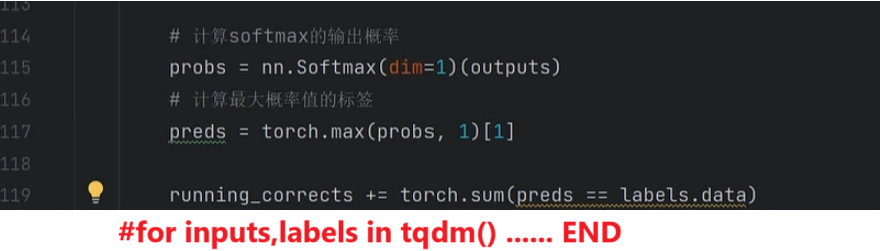 113
114 # 计算softmax的输出概率
115 probs = nn.Softmax(dim=1)(outputs)
116 # 计算最大概率值的标签
117 preds = torch.max(probs, 1)[1]
118
119 running_corrects += torch.sum(preds == labels.data)
#for inputs,labels in tqdm() ...... END